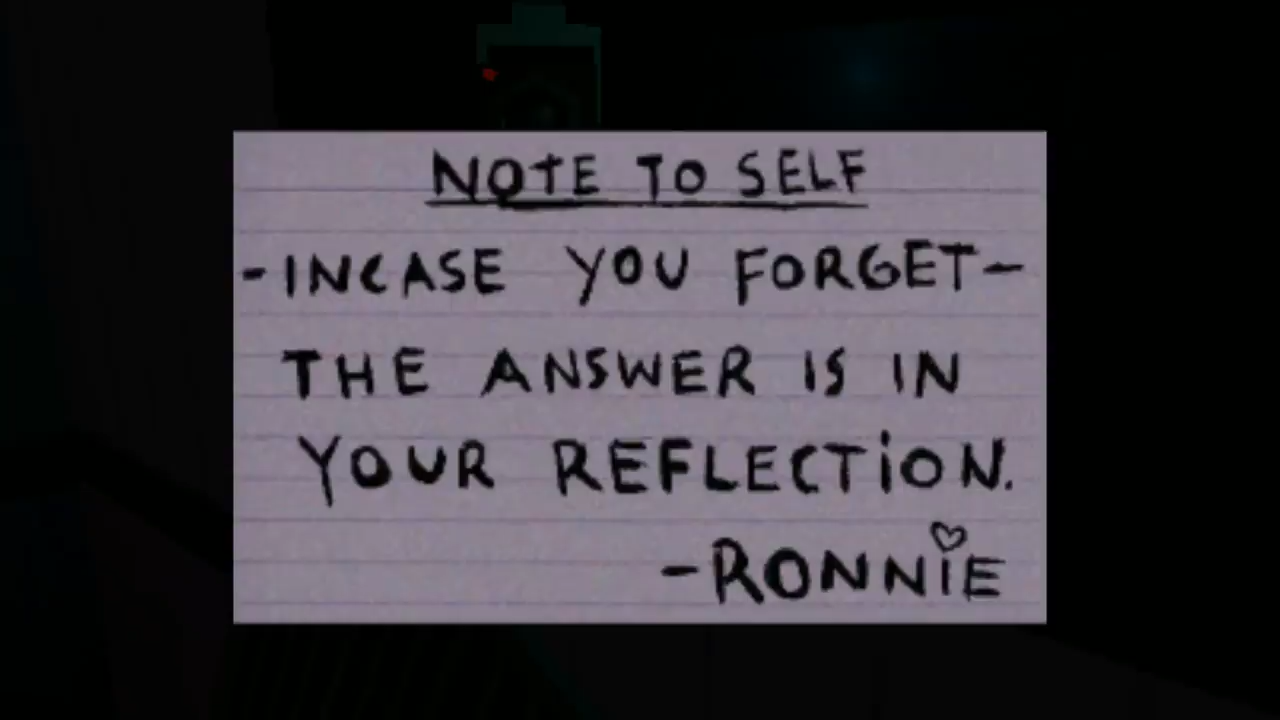 NOTE TO SELF
-INCASE YOU FORGET-
THE ANSWER IS IN
YOUR REFLECTION.
-RONNIE